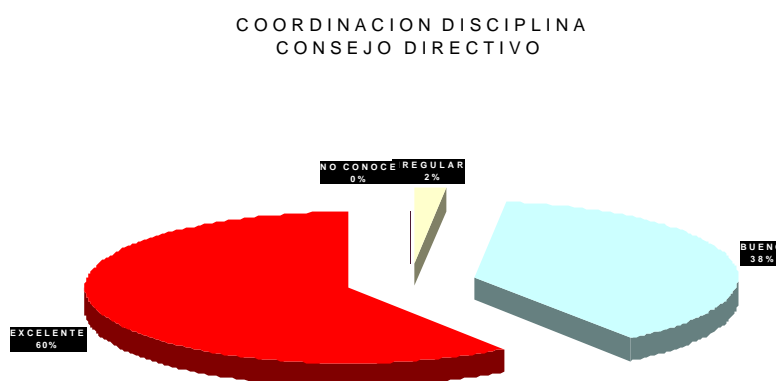 COORDINACION DISCIPLINA
CONSEJO DIRECTIVO
NO CONOCE
0%
REGULAR
2%
BUENO
38%
EXCELENTE
60%